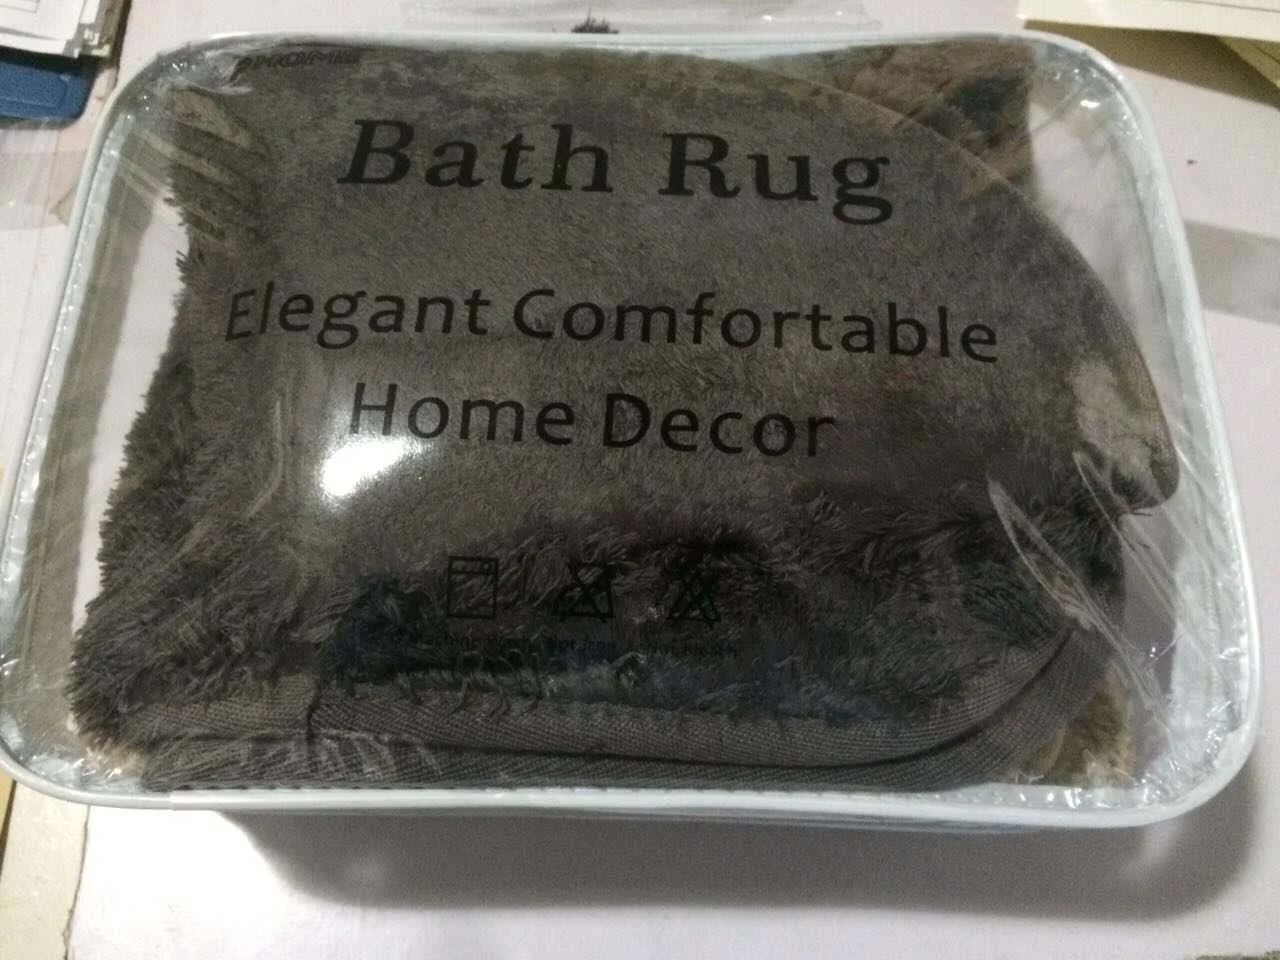 Bath Rug
Elegant Comfortable
Home Decor